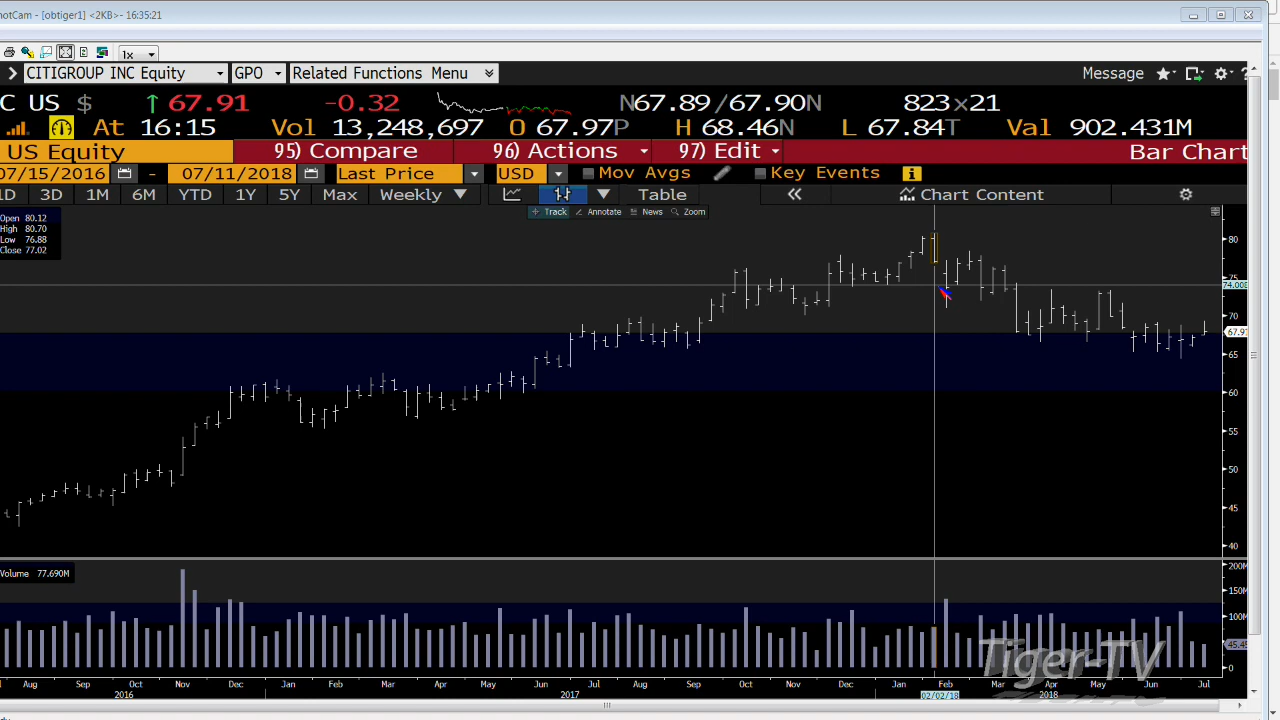 notCam - [obtiger1] <2KB>- 16:35:21
1x
CITIGROUP INC Equity GPO Related Functions Menu Message
C US $ ↑ 67.91 -0.32 N67.89/67.90N 823x21
At 16:15 Vol 13,248,697 O 67.97P H 68.46N L 67.84T Val 902.431M
US Equity 95) Compare 96) Actions 97) Edit Bar Chart
07/15/2016 - 07/11/2018 Last Price USD Mov Avgs Key Events
1D 3D 1M 6M YTD 1Y 5Y Max Weekly Table « Chart Content
Track Annotate News Zoom
Open 80.12
High 80.70
Low 76.88
Close 77.02
80
75
74.008
70
67.91
65
60
55
50
45
40
Volume 77.690M
200M
150M
100M
45.45
0
Tiger-TV
Aug Sep Oct Nov Dec Jan Feb Mar Apr May Jun Jul Aug Sep Oct Nov Dec Jan Feb Mar Apr May Jun Jul
2016 2017 02/02/18 2018